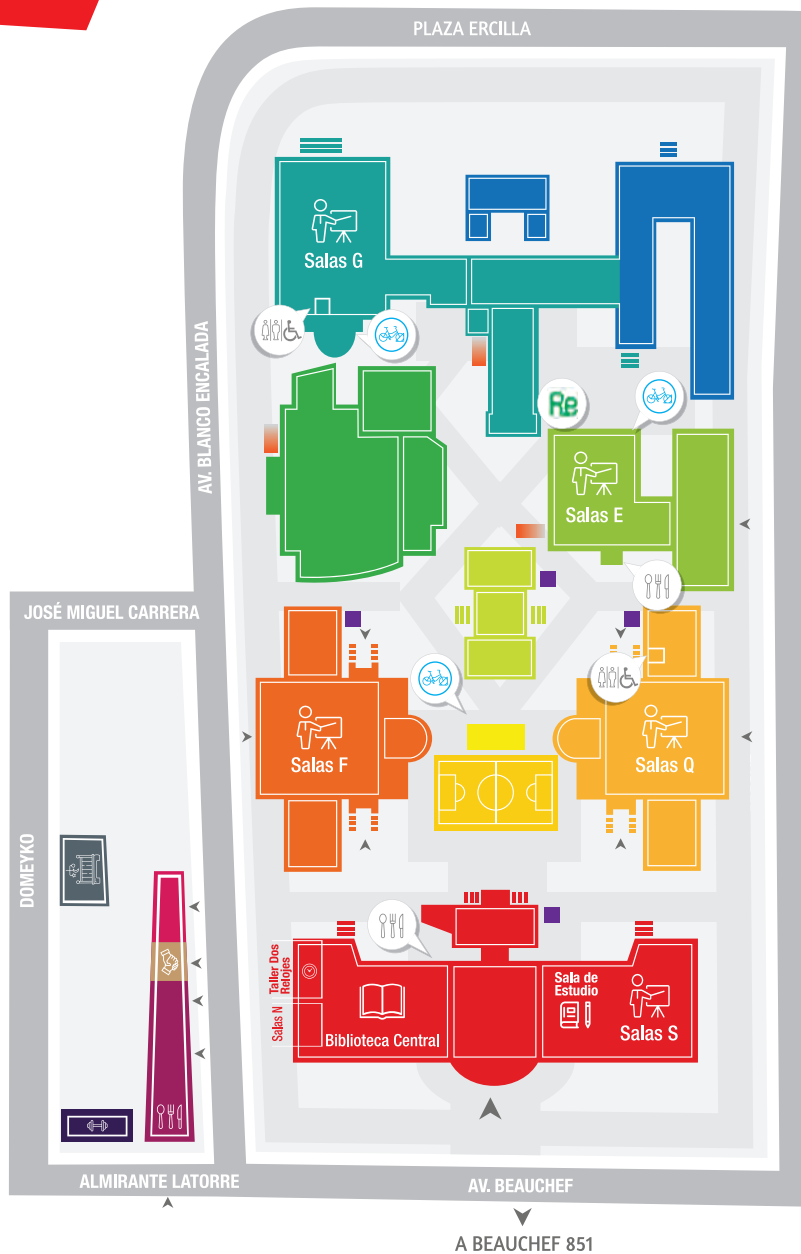 PLAZA ERCILLA
Salas G
AV. BLANCO ENCALADA
Re
Salas E
JOSÉ MIGUEL CARRERA
Salas F
Salas Q
DOMEYKO
Taller Dos
Relojes
Salas N
Biblioteca Central
Sala de
Estudio
Salas S
ALMIRANTE LATORRE
AV. BEAUCHEF
A BEAUCHEF 851